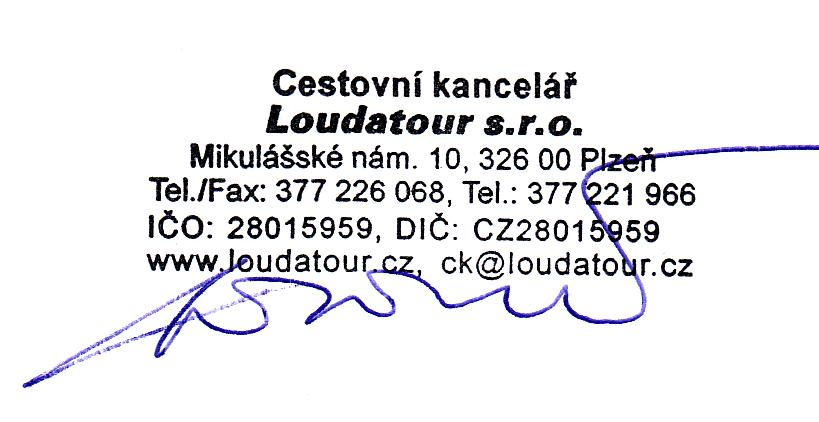 Cestovní kancelář
Loudatour s.r.o.
Mikulášské nám. 10, 326 00 Plzeň
Tel./Fax: 377 226 068, Tel.: 377 221 966
IČO: 28015959, DIČ: CZ28015959
www.loudatour.cz, ck@loudatour.cz